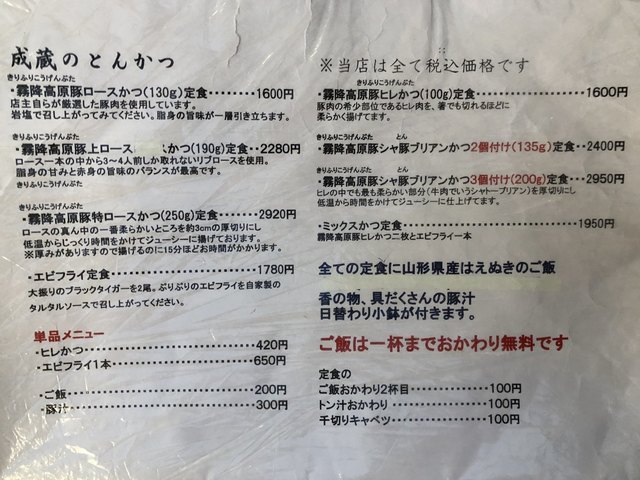 成蔵のとんかつ
きりふりこうげんぶた
・霧降高原豚ロースかつ(130g)定食……1600円
店主自らが厳選した豚肉を使用しています。
岩塩で召し上がってみてください。脂身の旨味が一層引き立ちます。
きりふりこうげんぶた
・霧降高原豚上ロース かつ(190g)定食・・2280円
ロース一本の中から3〜4人前しか取れないリブロースを使用。
脂身の甘みと赤身の旨味のバランスが最高です。
きりふりこうげんぶた
きりふりこうげんぶた
・霧降高原豚特ロースかつ(250g)定食……2920円
ロースの真ん中の一番柔らかいところを約3cmの厚切りにし
低温からじっくり時間をかけてジューシーに揚げております。
※厚みがありますので揚げるのに15分ほどお時間がかかります。
・エビフライ定食………………1780円
大振りのブラックタイガーを2尾。ぷりぷりのエビフライを自家製の
タルタルソースで召し上がってください。
単品メニュー
・ヒレかつ………………420円
・エビフライ1本………………650円
・ご飯………………200円
・豚汁………………300円
※当店は全て税込価格です
きりふりこうげんぶた
・霧降高原豚ヒレかつ(100g)定食………1600円
豚肉の希少部位であるヒレ肉を、箸でも切れるほどに
柔らかく揚げてます。
きりふりこうげんぶた とん
・霧降高原豚シャ豚ブリアンかつ2個付け(135g)・・2400円
きりふりこうげんぶた とん
・霧降高原豚シャ豚ブリアンかつ3個付け(200g)・・・2950円
ヒレの中でも最も柔らかい部分(牛肉でいうシャトーブリアン)を厚切りにし
低温から時間をかけてジューシーに仕上げてます。
・ミックスかつ定食………………1950円
霧降高原豚ヒレかつ二枚とエビフライ一本
全ての定食に山形県産はえぬきのご飯
香の物、具だくさんの豚汁
日替わり小鉢が付きます。
ご飯は一杯までおかわり無料です
定食の
ご飯おかわり2杯目……………100円
トン汁おかわり………………100円
千切りキャベツ………………100円